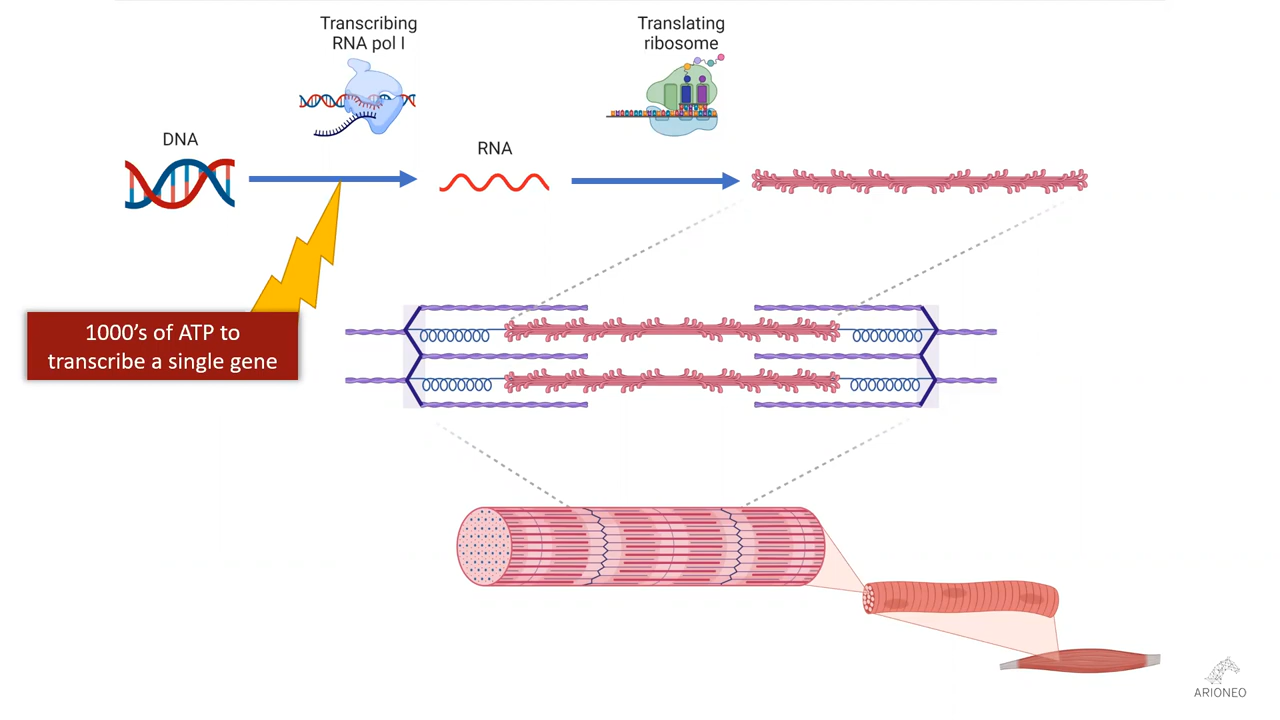 Transcribing
RNA pol I
Translating
ribosome
DNA
RNA
1000’s of ATP to
transcribe a single gene
ARIONEO